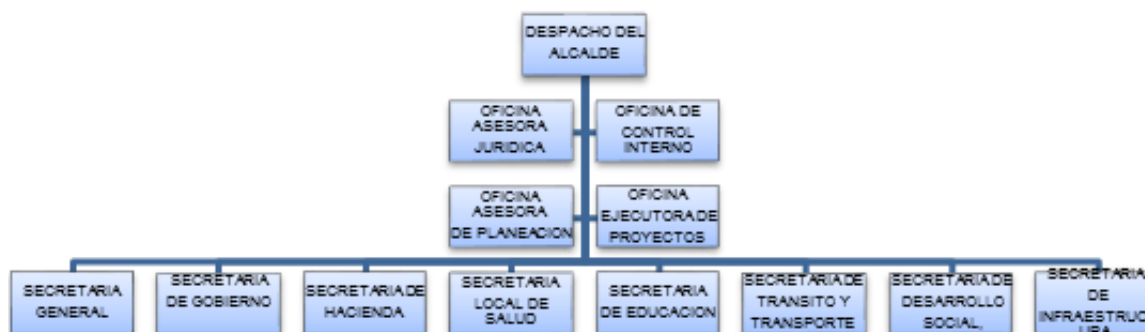 DESPACHO DEL
ALCALDE
OFICINA
ASESORA
JURIDICA
OFICINA DE
CONTROL
INTERNO
OFICINA
ASESORA
DE PLANEACION
OFICINA
EJECUTORA DE
PROYECTOS
SECRETARIA
GENERAL
SECRETARIA
DE GOBIERNO
SECRETARIA DE
HACIENDA
SECRETARIA
LOCAL DE
SALUD
SECRETARIA
DE EDUCACION
SECRETARIA DE
TRANSITO Y
TRANSPORTE
SECRETARIA DE
DESARROLLO
SOCIAL,
SECRETARIA
DE
INFRAESTRUC